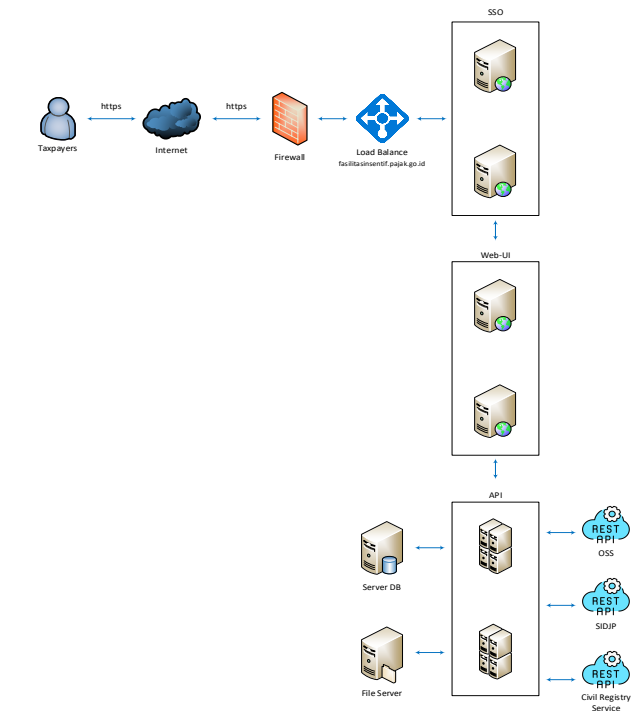 SSO
https
https
Taxpayers
Internet
Firewall
Load Balance
fasilitasinsentif.pajak.go.id
Web-UI
API
REST
API
OSS
Server DB
REST
API
SIDJP
REST
API
File Server
Civil Registry
Service